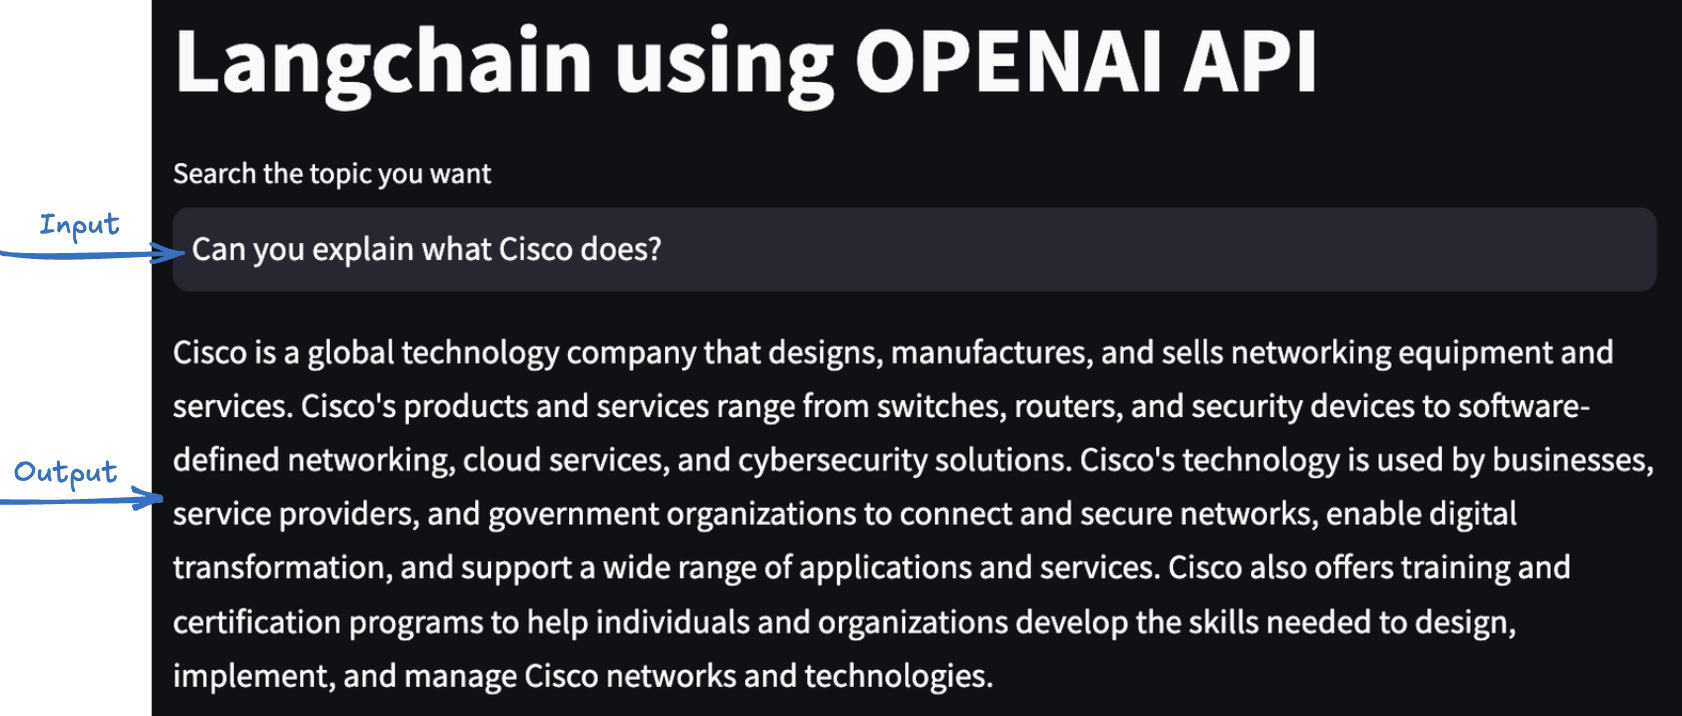 Langchain using OPENAI API
Search the topic you want
Input
Can you explain what Cisco does?
Cisco is a global technology company that designs, manufactures, and sells networking equipment and
services. Cisco's products and services range from switches, routers, and security devices to software-
defined networking, cloud services, and cybersecurity solutions. Cisco's technology is used by businesses,
Output
service providers, and government organizations to connect and secure networks, enable digital
transformation, and support a wide range of applications and services. Cisco also offers training and
certification programs to help individuals and organizations develop the skills needed to design,
implement, and manage Cisco networks and technologies.